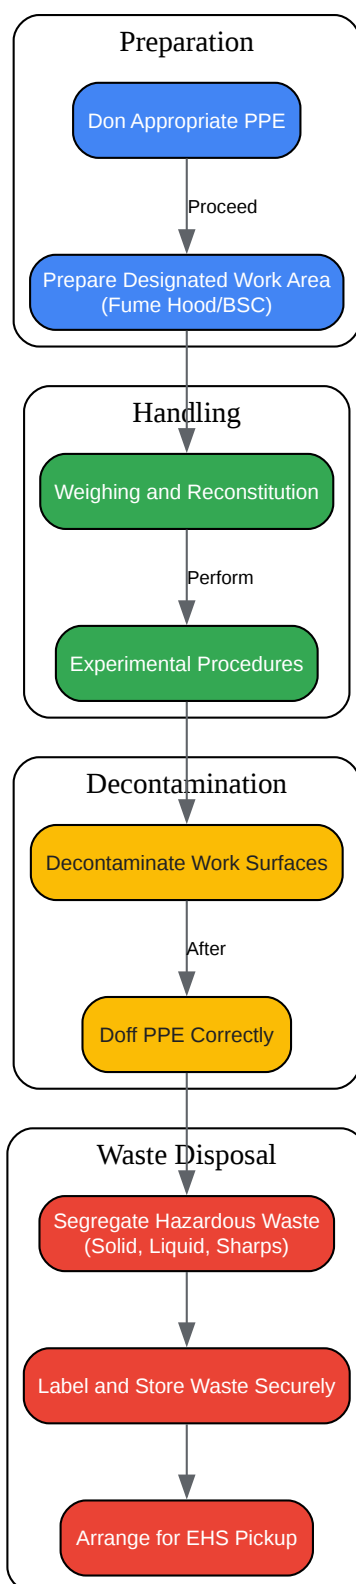 Preparation
Don Appropriate PPE
Proceed
Prepare Designated Work Area
(Fume Hood/BSC)
Handling
Weighing and Reconstitution
Perform
Experimental Procedures
Decontamination
Decontaminate Work Surfaces
After
Doff PPE Correctly
Waste Disposal
Segregate Hazardous Waste
(Solid, Liquid, Sharps)
Label and Store Waste Securely
Arrange for EHS Pickup